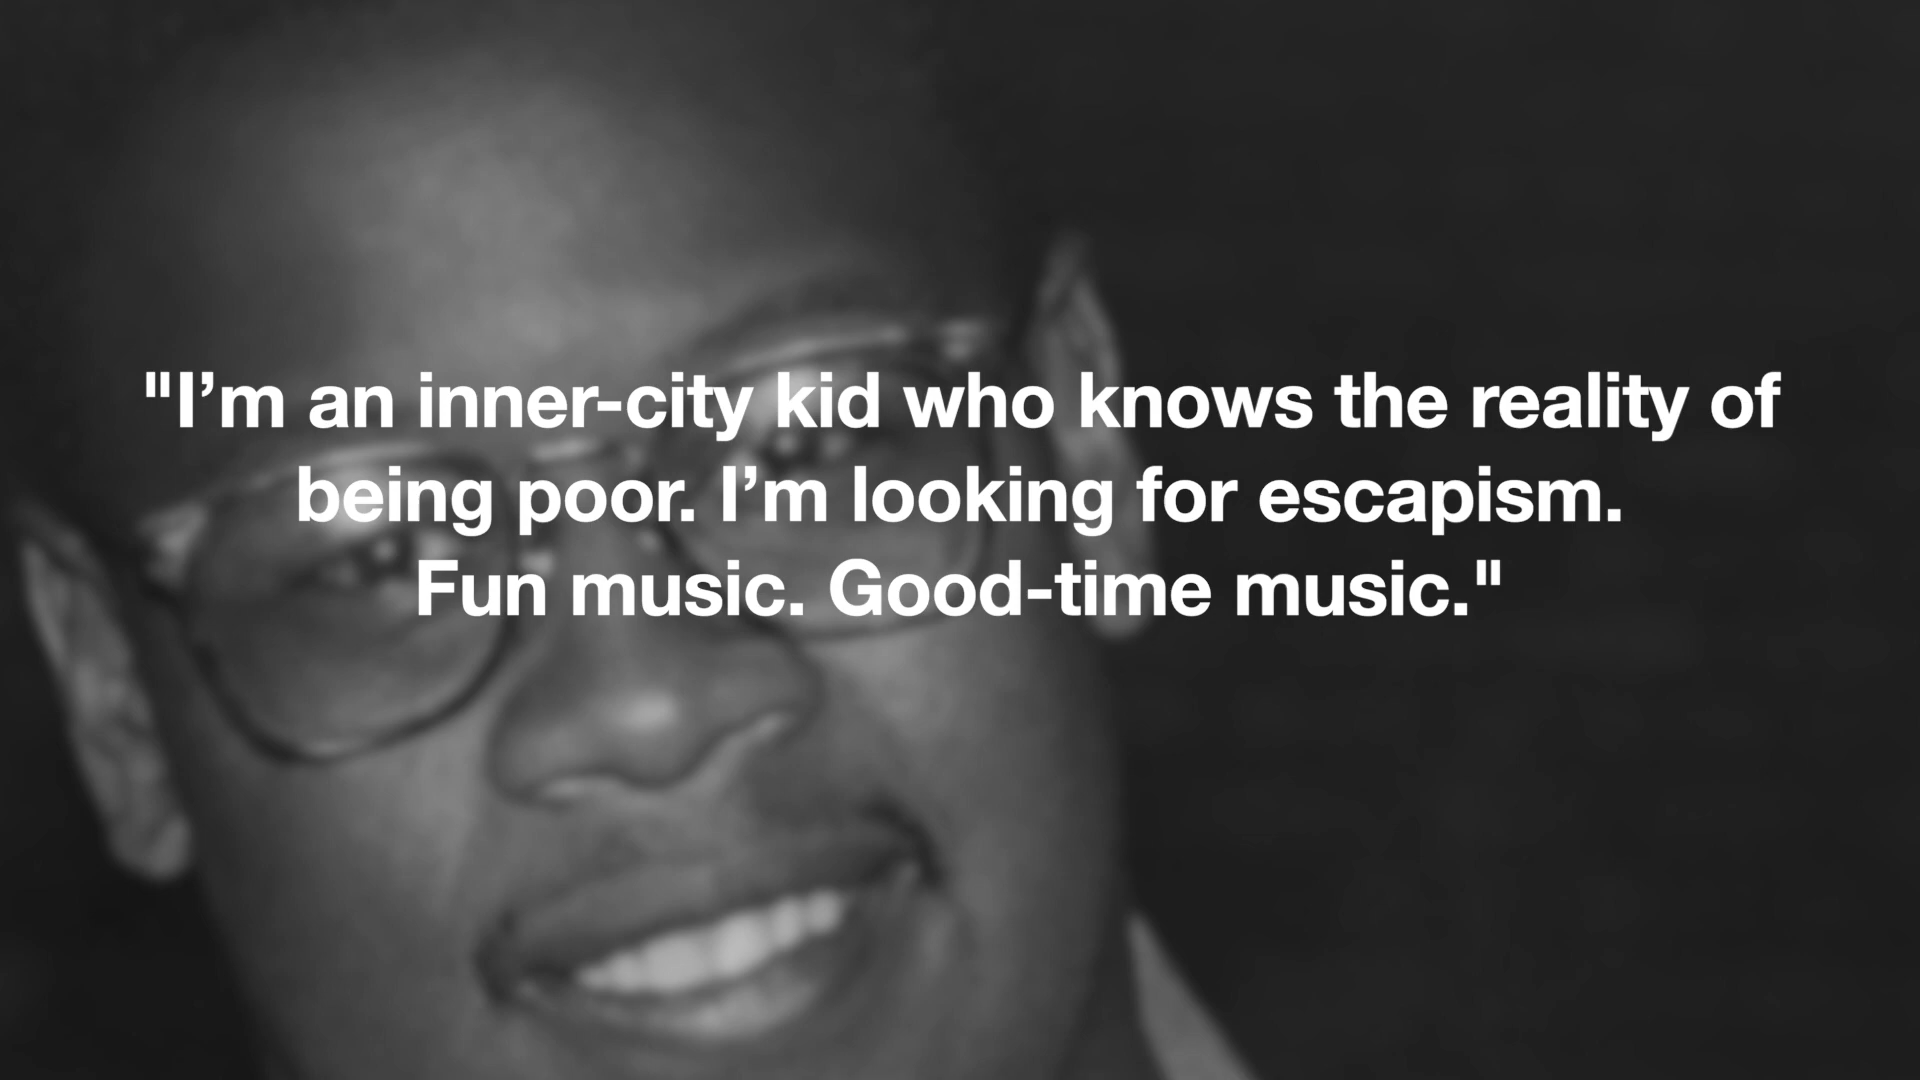 "I’m an inner-city kid who knows the reality of
being poor. I’m looking for escapism.
Fun music. Good-time music."